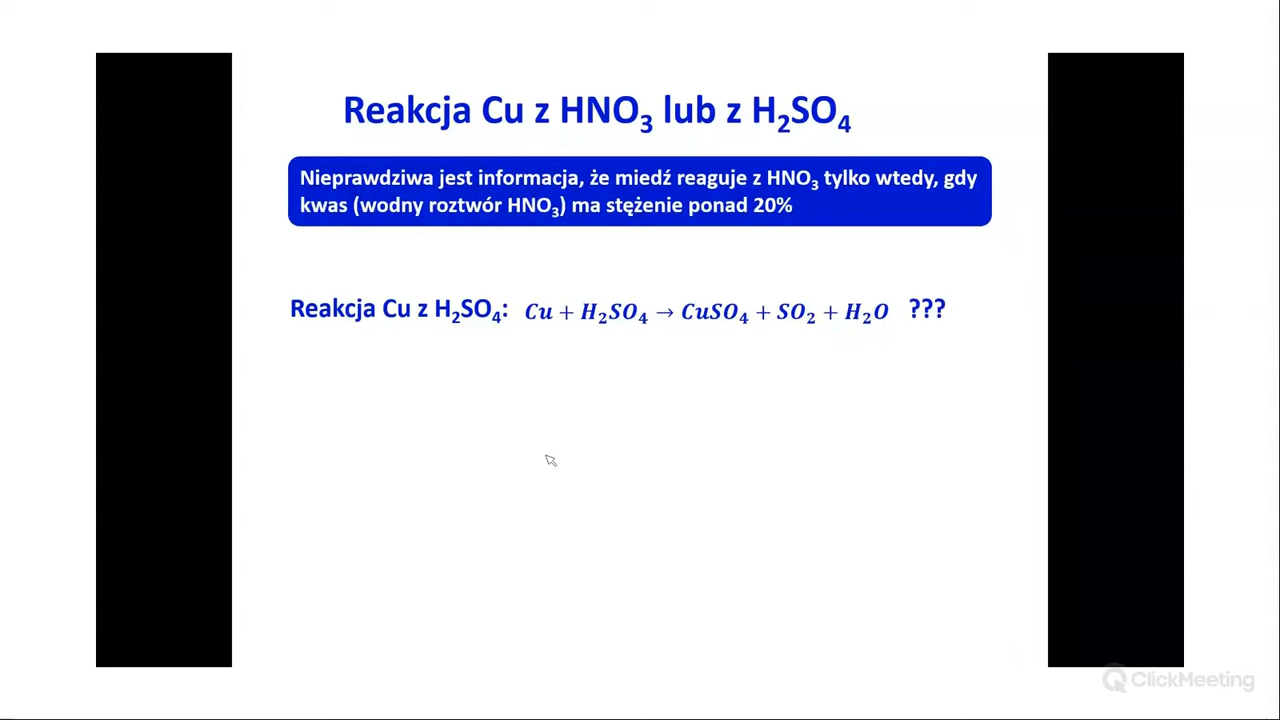 Reakcja Cu z HNO₃ lub z H₂SO₄
Nieprawdziwa jest informacja, że miedź reaguje z HNO₃ tylko wtedy, gdy
kwas (wodny roztwór HNO₃) ma stężenie ponad 20%
Reakcja Cu z H₂SO₄: Cu + H₂SO₄ → CuSO₄ + SO₂ + H₂O ???
ClickMeeting